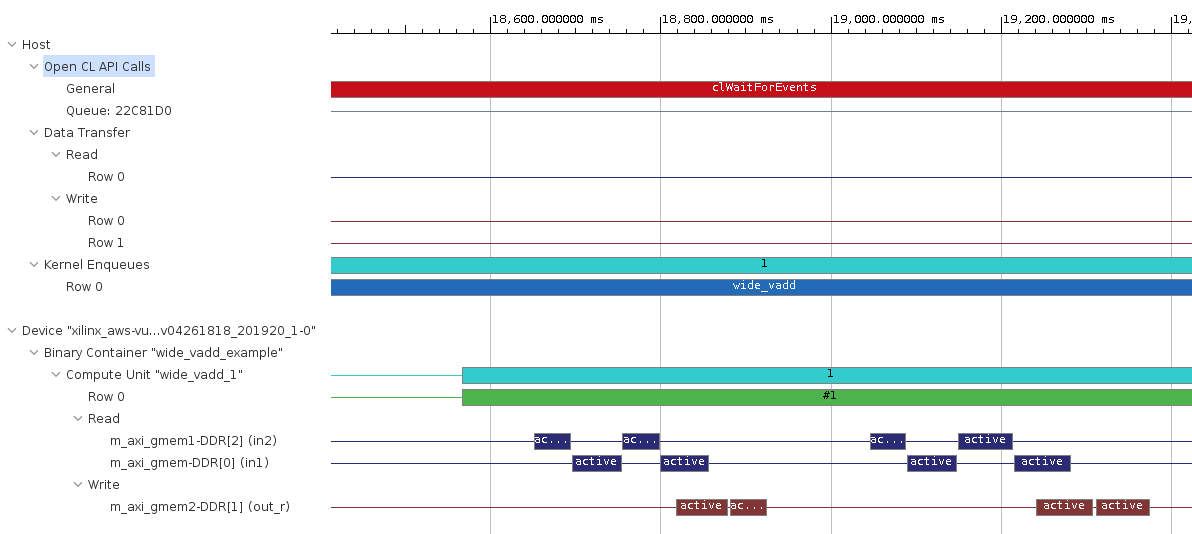 18,600.000000 ms 18,800.000000 ms 19,000.000000 ms 19,200.000000 ms 19,
Host
Open CL API Calls
General clWaitForEvents
Queue: 22C81D0
Data Transfer
Read
Row 0
Write
Row 0
Row 1
Kernel Enqueues 1
Row 0 wide_vadd
Device "xilinx_aws-vu...v04261818_201920_1-0"
Binary Container "wide_vadd_example"
Compute Unit "wide_vadd_1" 1
Row 0 #1
Read
m_axi_gmem1-DDR[2] (in2) ac... ac... ac... active
m_axi_gmem-DDR[0] (in1) active active active active
Write
m_axi_gmem2-DDR[1] (out_r) active ac... active active